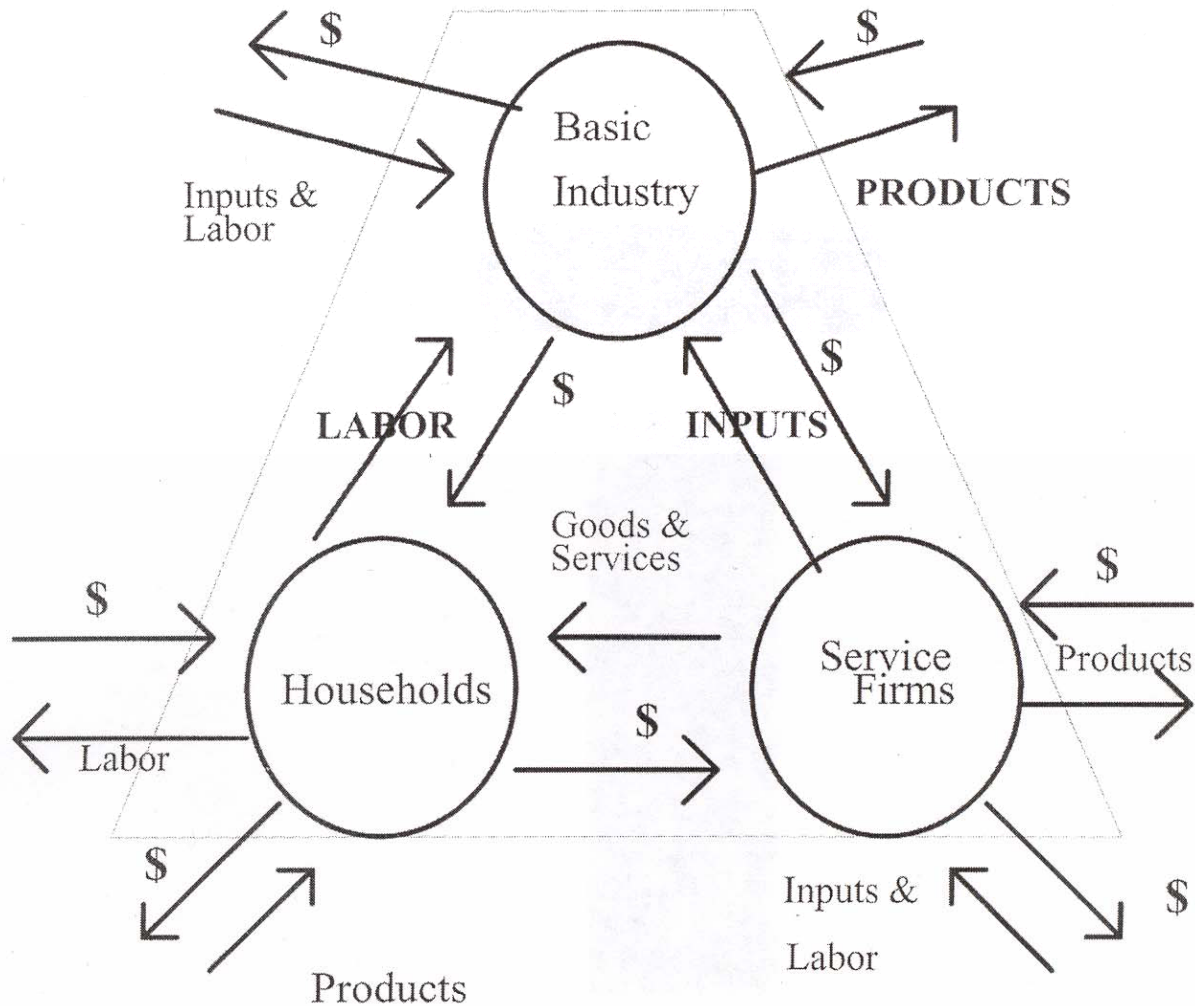 $
$
Basic
Industry
Inputs &
Labor
PRODUCTS
$
$
LABOR
INPUTS
Goods &
Services
$
$
Households
Service
Firms
Products
$
Labor
$
Inputs &
Labor
$
Products